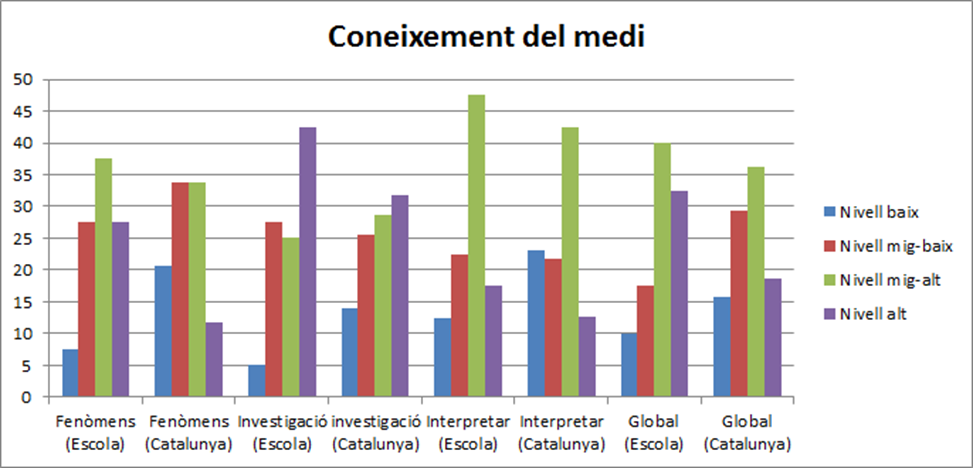 Coneixement del medi
50
45
40
35
30
25
20
15
10
5
0
Fenòmens (Escola)
Fenòmens (Catalunya)
Investigació (Escola)
investigació (Catalunya)
Interpretar (Escola)
Interpretar (Catalunya)
Global (Escola)
Global (Catalunya)
Nivell baix
Nivell mig-baix
Nivell mig-alt
Nivell alt